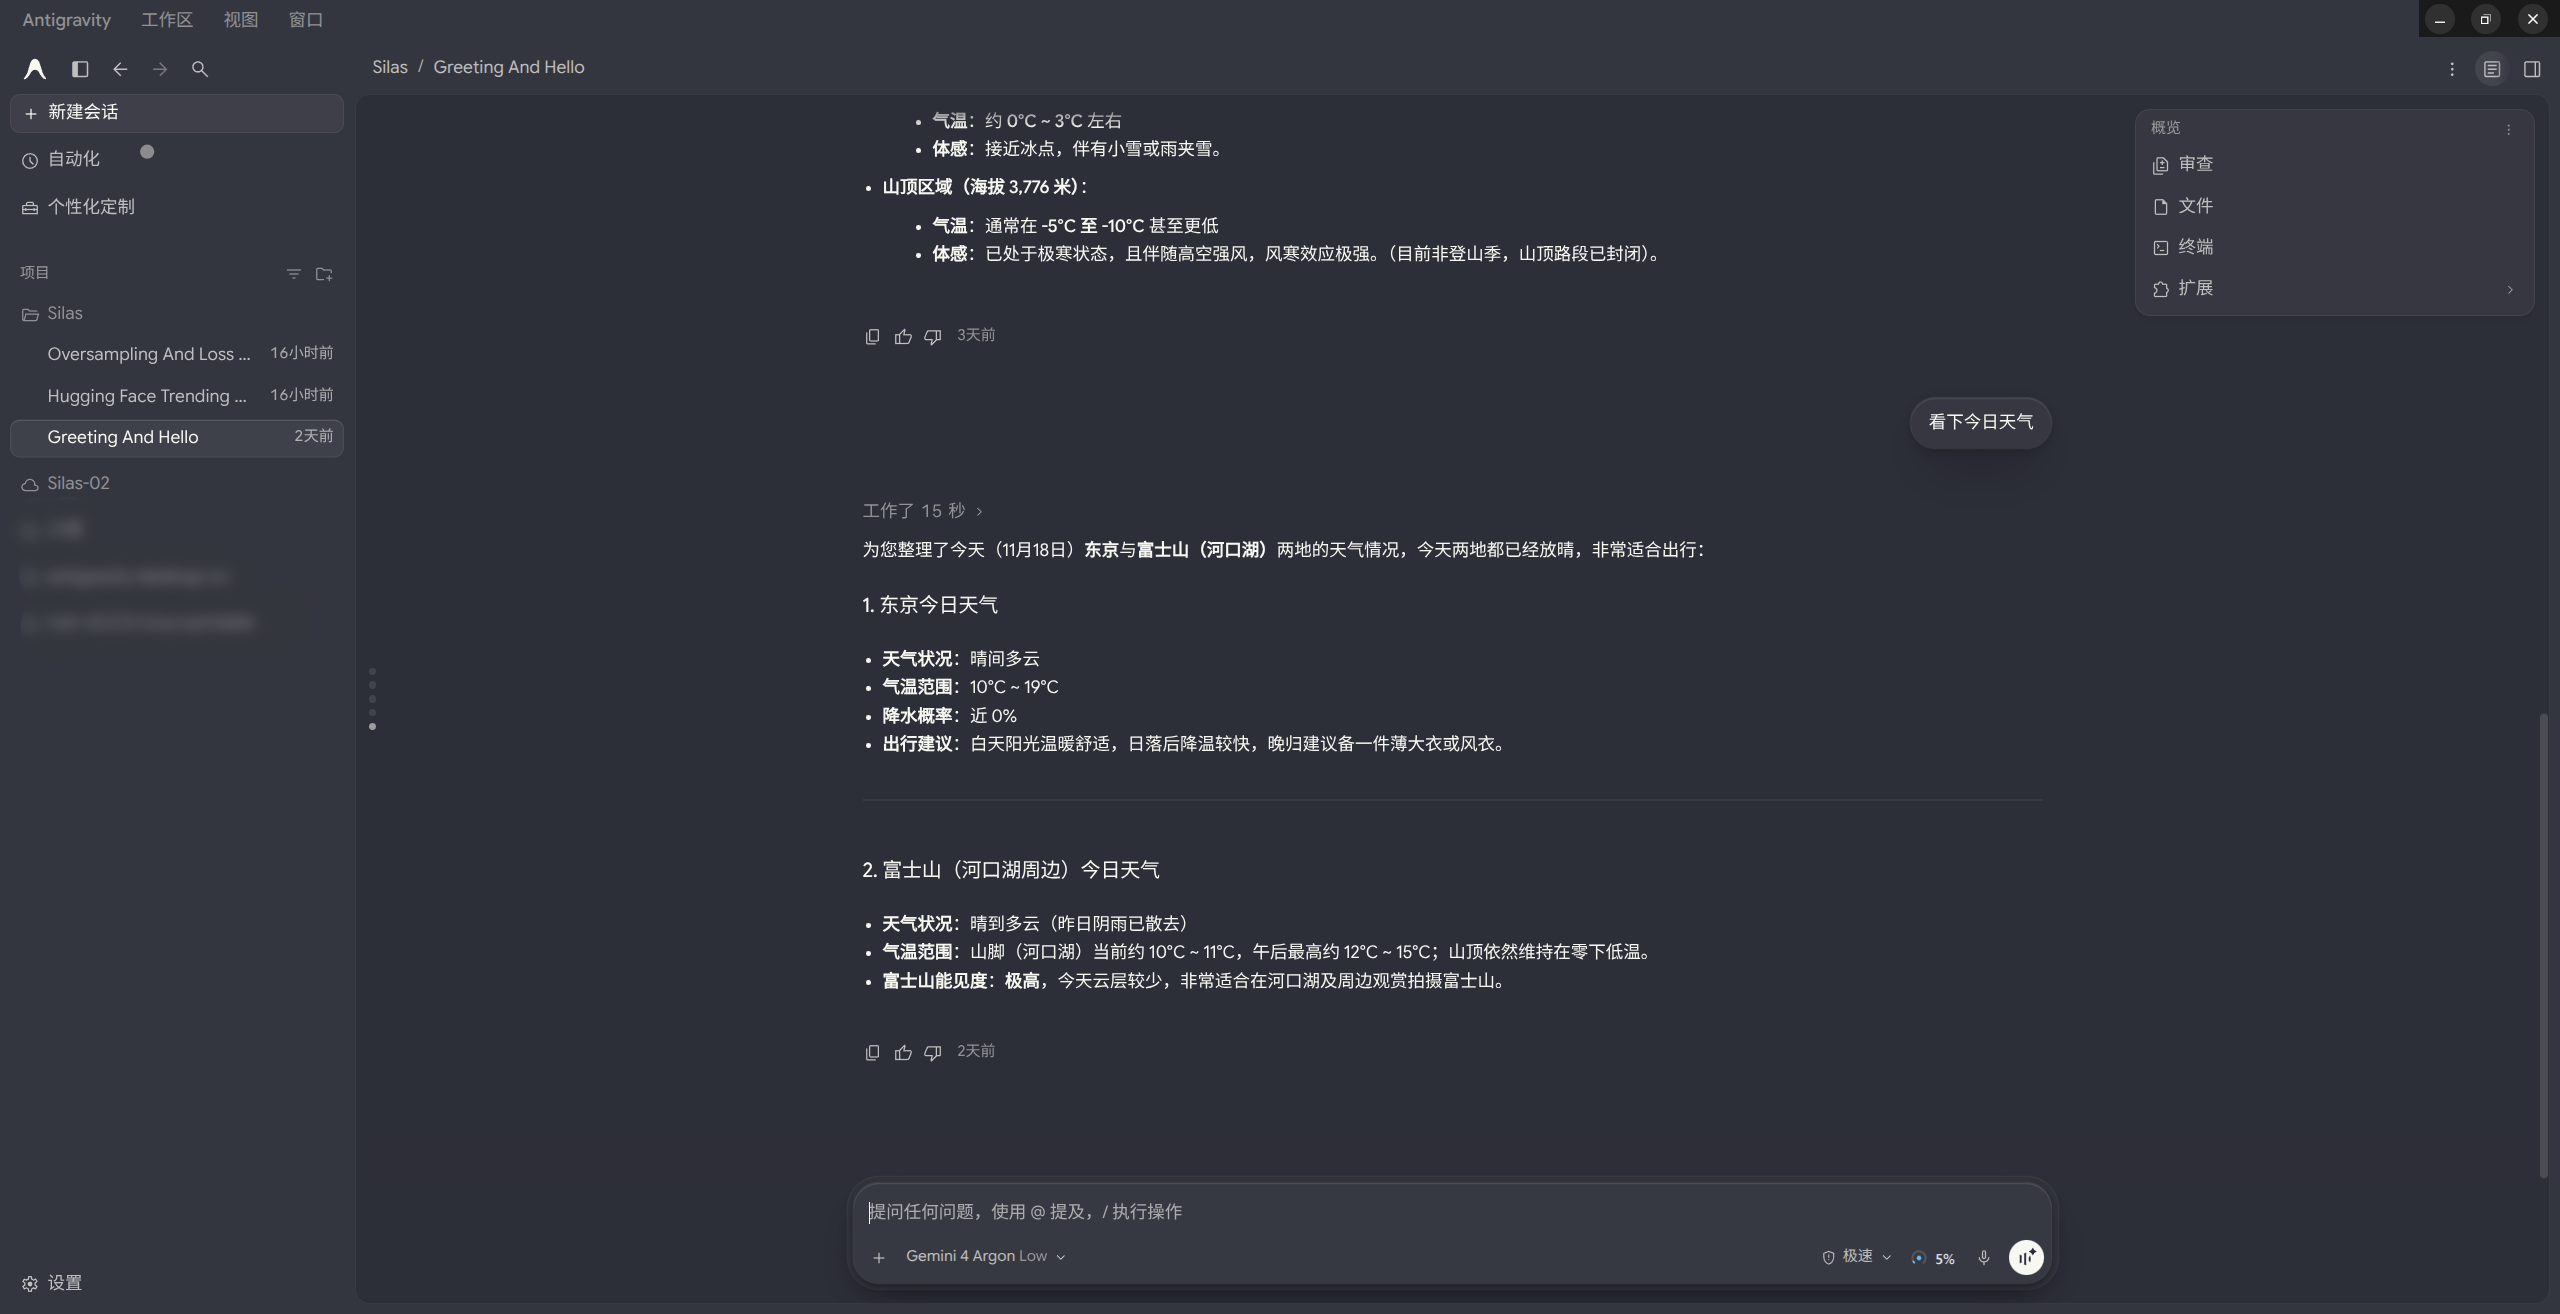 Antigravity 工作区 视图 窗口
Silas / Greeting And Hello
+ 新建会话
自动化
个性化定制
项目
Silas
Oversampling And Loss ... 16小时前
Hugging Face Trending ... 16小时前
Greeting And Hello 2天前
Silas-02
设置
• 气温：约 0°C ~ 3°C 左右
• 体感：接近冰点，伴有小雪或雨夹雪。
• 山顶区域（海拔 3,776 米）：
• 气温：通常在 -5°C 至 -10°C 甚至更低
• 体感：已处于极寒状态，且伴随高空强风，风寒效应极强。（目前非登山季，山顶路段已封闭）。
3天前
看下今日天气
工作了 15 秒 >
为您整理了今天（11月18日）东京与富士山（河口湖）两地的天气情况，今天两地都已经放晴，非常适合出行：
1. 东京今日天气
• 天气状况：晴间多云
• 气温范围：10°C ~ 19°C
• 降水概率：近 0%
• 出行建议：白天阳光温暖舒适，日落后降温较快，晚归建议备一件薄大衣或风衣。
2. 富士山（河口湖周边）今日天气
• 天气状况：晴到多云（昨日阴雨已散去）
• 气温范围：山脚（河口湖）当前约 10°C ~ 11°C，午后最高约 12°C ~ 15°C；山顶依然维持在零下低温。
• 富士山能见度：极高，今天云层较少，非常适合在河口湖及周边观赏拍摄富士山。
2天前
提问任何问题，使用 @ 提及，/ 执行操作
+ Gemini 4 Argon Low 极速 5%
概览
审查
文件
终端
扩展 >